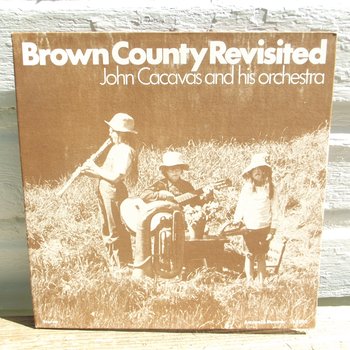 Brown County Revisited
John Cacavas and his orchestra